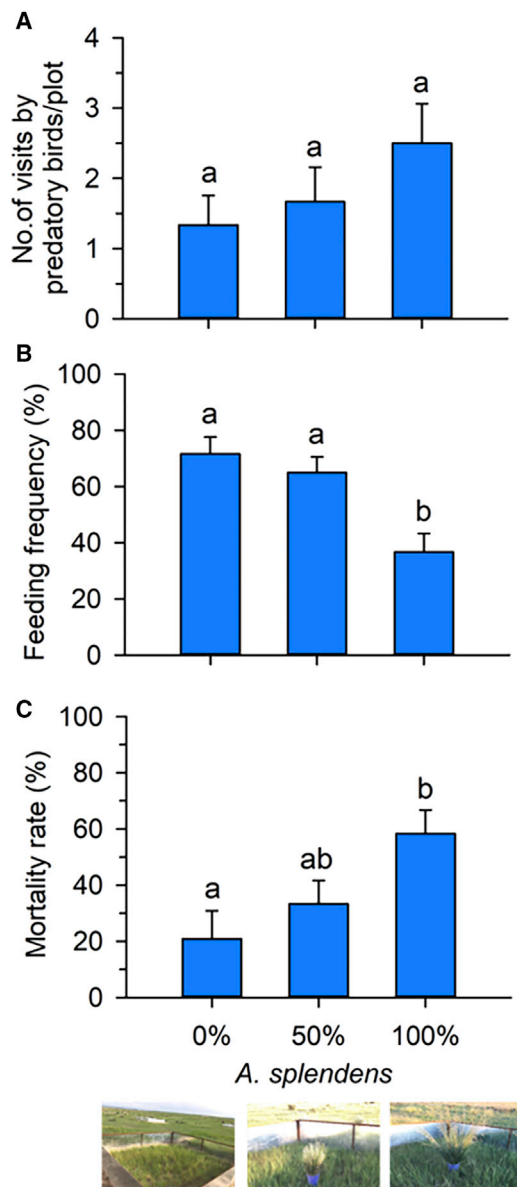 A
No.of visits by
predatory birds/plot
4
3
2
1
0
a
a
a
B
Feeding frequency (%)
100
80
60
40
20
0
a
a
b
C
Mortality rate (%)
100
80
60
40
20
0
a
ab
b
0% 50% 100%
A. splendens